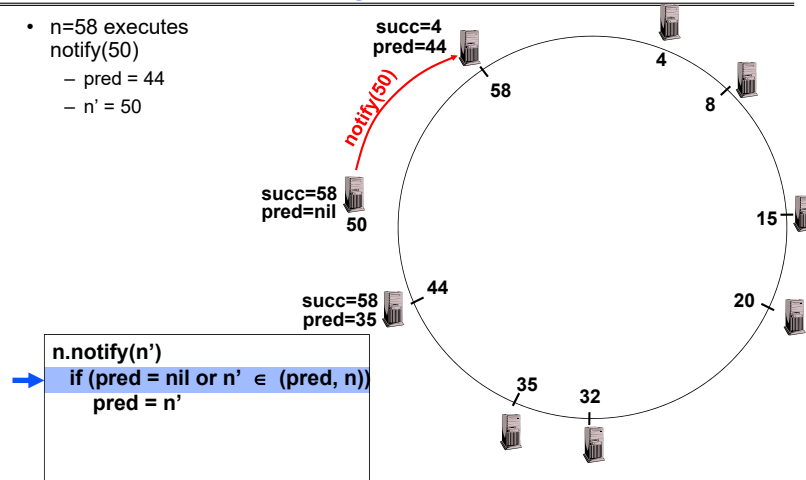 • n=58 executes
notify(50)
– pred = 44
– n’ = 50
succ=4
pred=44
4
58
8
notify(50)
succ=58
pred=nil
50
15
44
succ=58
pred=35
20
n.notify(n’)
if (pred = nil or n’ ∈ (pred, n))
pred = n’
35
32